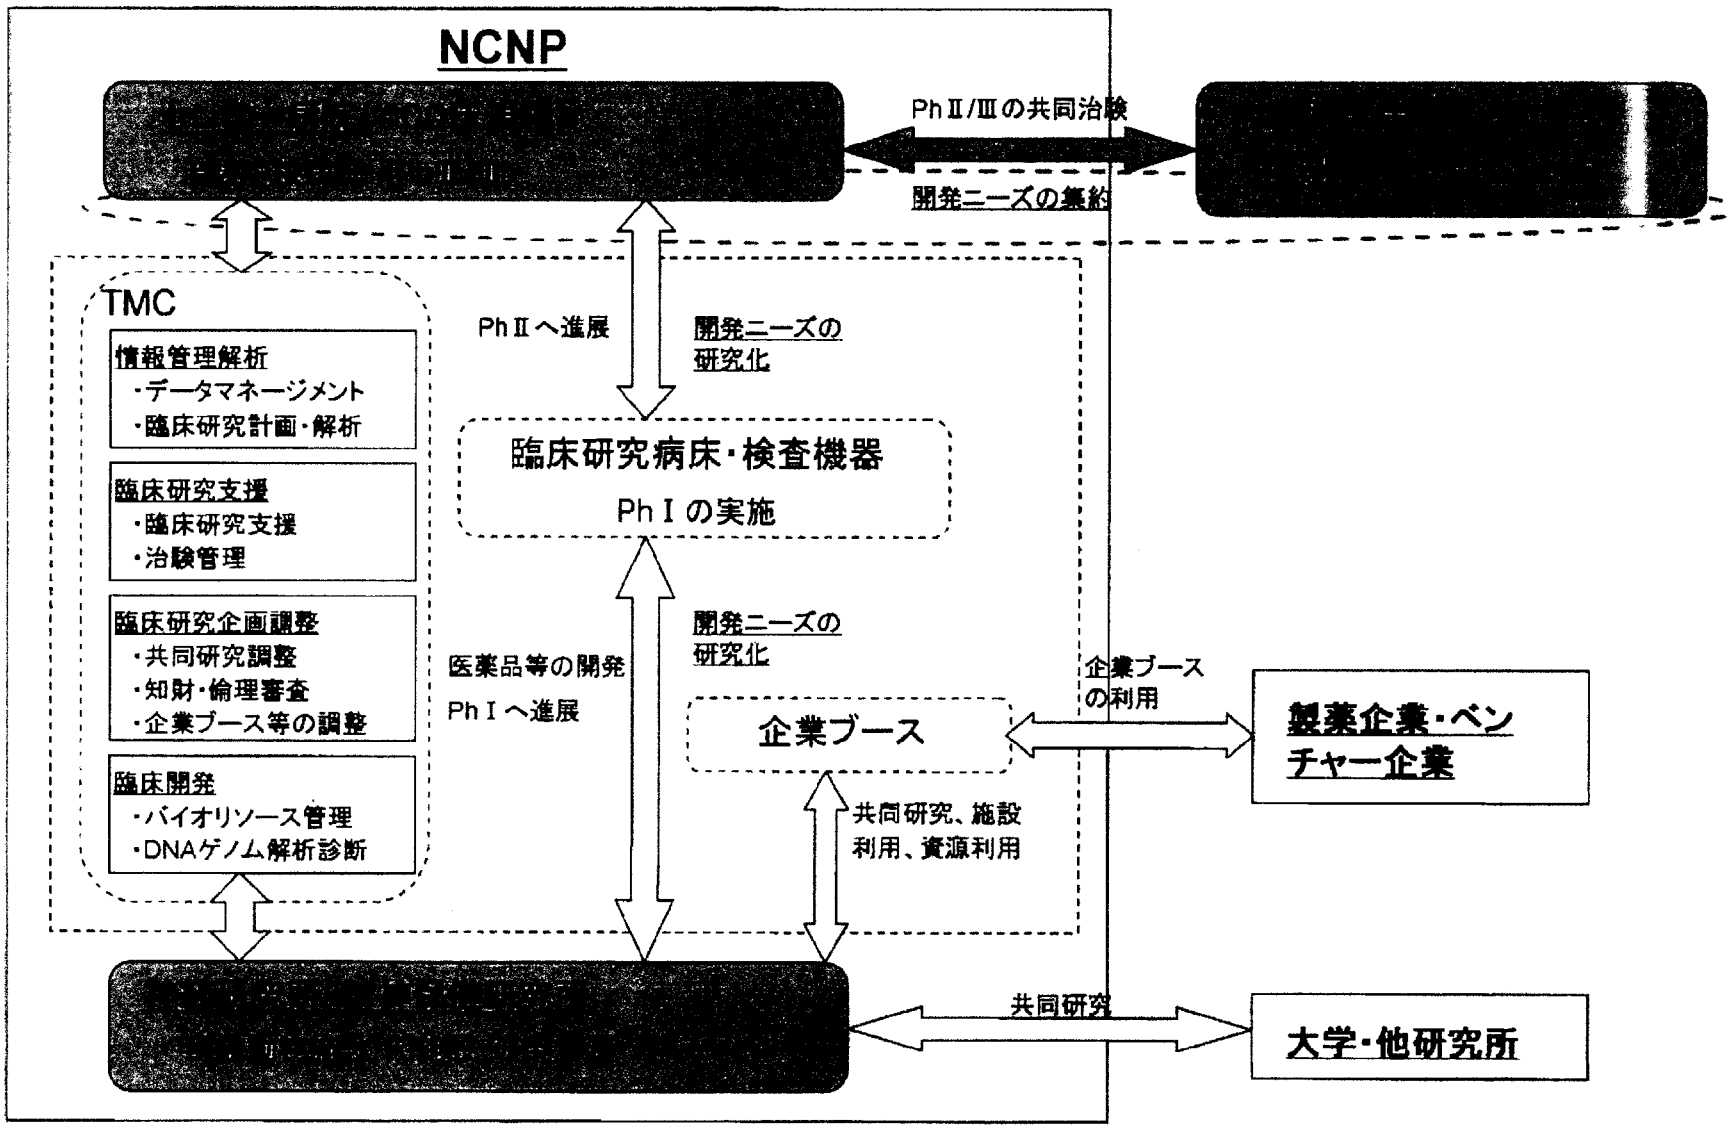 NCNP
PhⅡ/Ⅲの共同治験
開発ニーズの集約
TMC
情報管理解析
・データマネージメント
・臨床研究計画・解析
臨床研究支援
・臨床研究支援
・治験管理
臨床研究企画調整
・共同研究調整
・知財・倫理審査
・企業ブース等の調整
臨床開発
・バイオリソース管理
・DNAゲノム解析診断
PhⅡへ進展
開発ニーズの
研究化
臨床研究病床・検査機器
PhⅠの実施
医薬品等の開発
PhⅠへ進展
開発ニーズの
研究化
企業ブース
企業ブース
の利用
製薬企業・ベン
チャー企業
共同研究、施設
利用、資源利用
共同研究
大学・他研究所